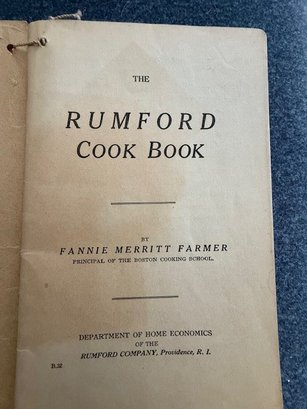 THE
RUMFORD
COOK BOOK
BY
FANNIE MERRITT FARMER
PRINCIPAL OF THE BOSTON COOKING SCHOOL.
DEPARTMENT OF HOME ECONOMICS
OF THE
RUMFORD COMPANY, Providence, R. I.
B.32